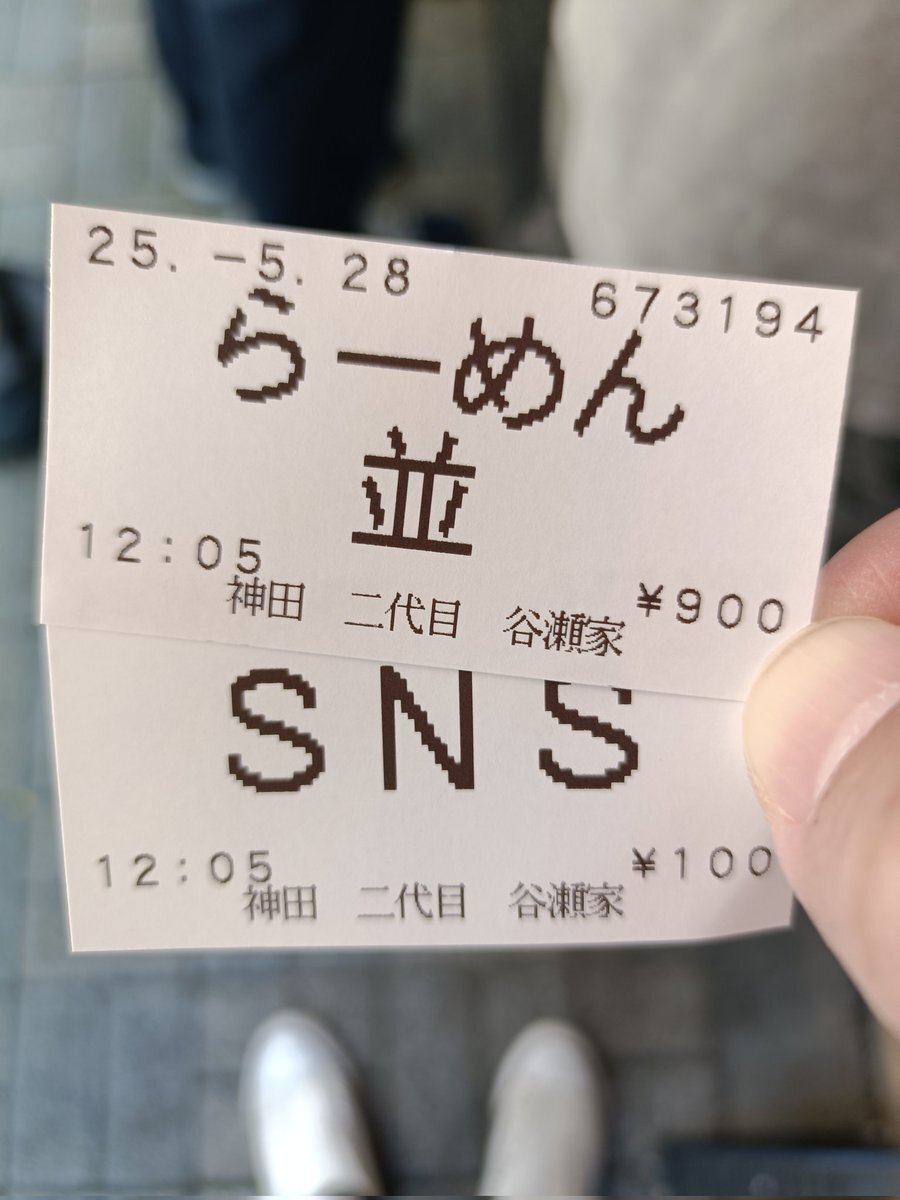 25.-5.28 673194
らーめん
並
12:05 ¥900
神田 二代目 谷瀬家
SNS
12:05 ¥100
神田 二代目 谷瀬家